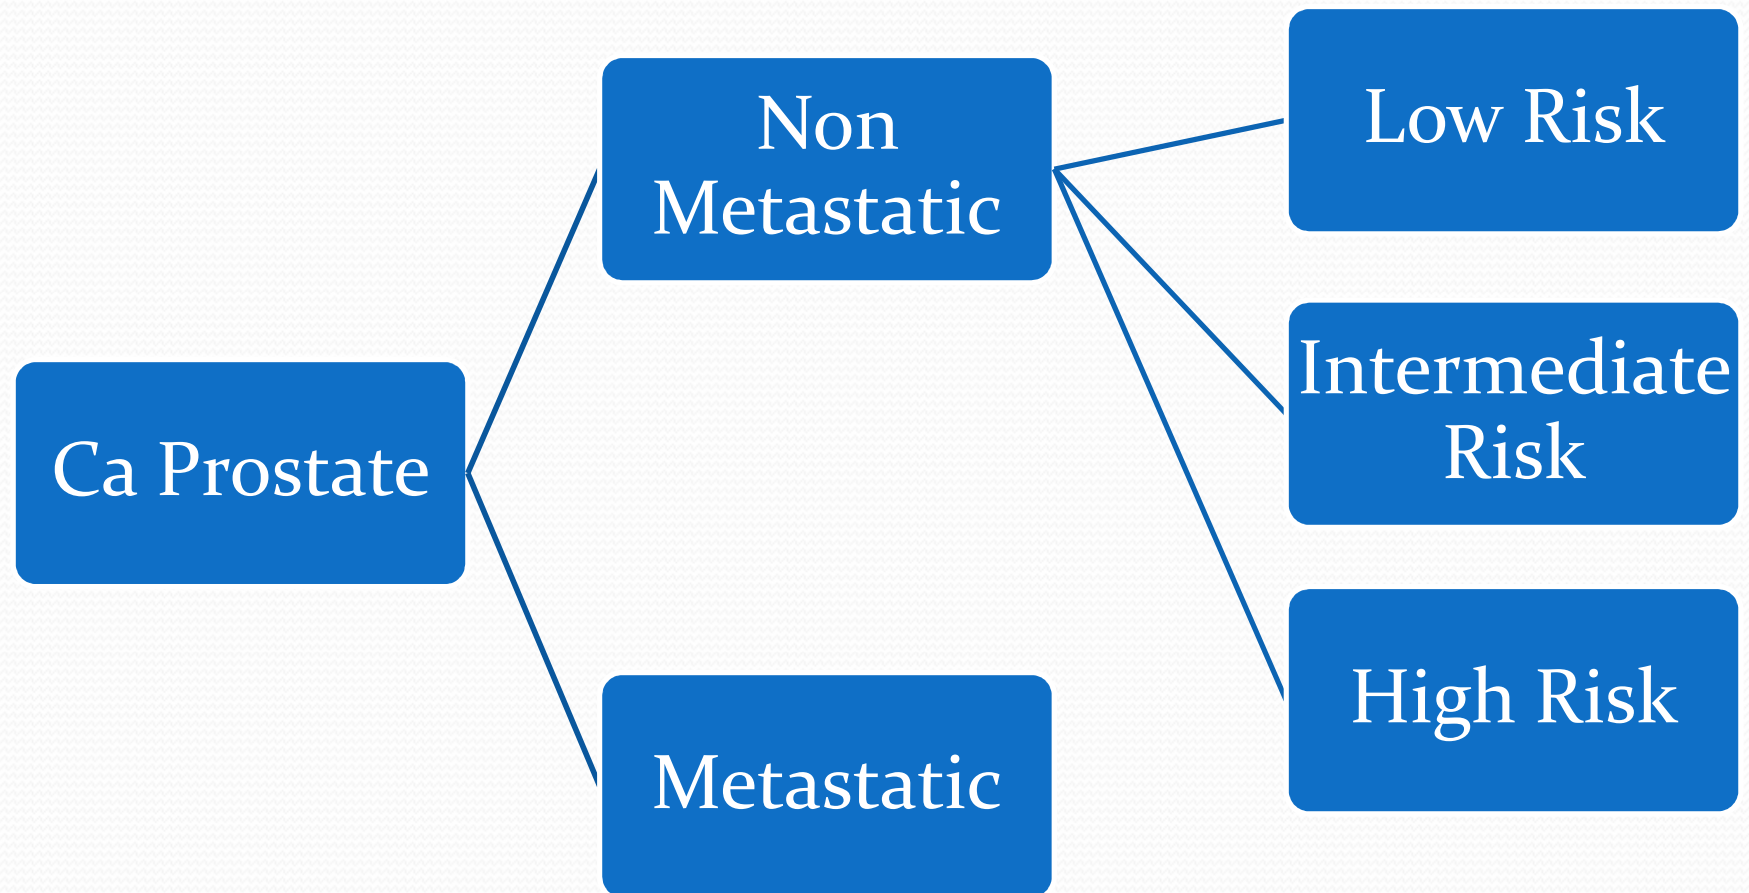 Ca Prostate
Non
Metastatic
Metastatic
Low Risk
Intermediate
Risk
High Risk